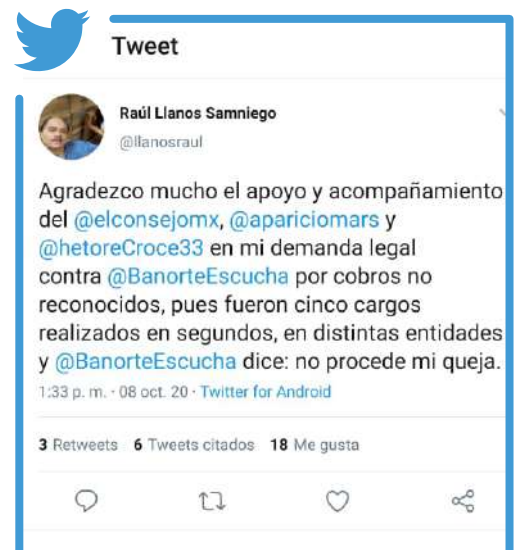 Tweet
Raúl Llanos Samniego
@llanosraul
Agradezco mucho el apoyo y acompañamiento
del @elconsejomx, @apariciomars y
@hetoreCroce33 en mi demanda legal
contra @BanorteEscucha por cobros no
reconocidos, pues fueron cinco cargos
realizados en segundos, en distintas entidades
y @BanorteEscucha dice: no procede mi queja.
1:33 p. m. · 08 oct. 20 · Twitter for Android
3 Retweets 6 Tweets citados 18 Me gusta